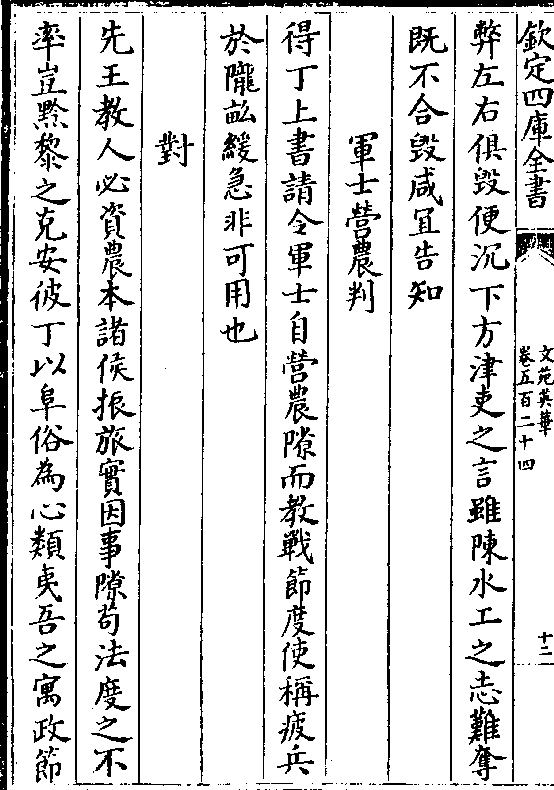 欽定四庫全書
文苑英華
卷五百二十四
十二
弊左右俱毀便沉下方津吏之言雖陳水工之志難奪
既不合毀咸宜告知
軍士營農判
得丁上書請令軍士自營農隙而教戰節度使稱疲兵
於隴畝緩急非可用也
對
先王教人必資農本諸侯振旅實因事隙苟法度之不
率豈黔黎之克安彼丁以阜俗為心類夷吾之寓政節